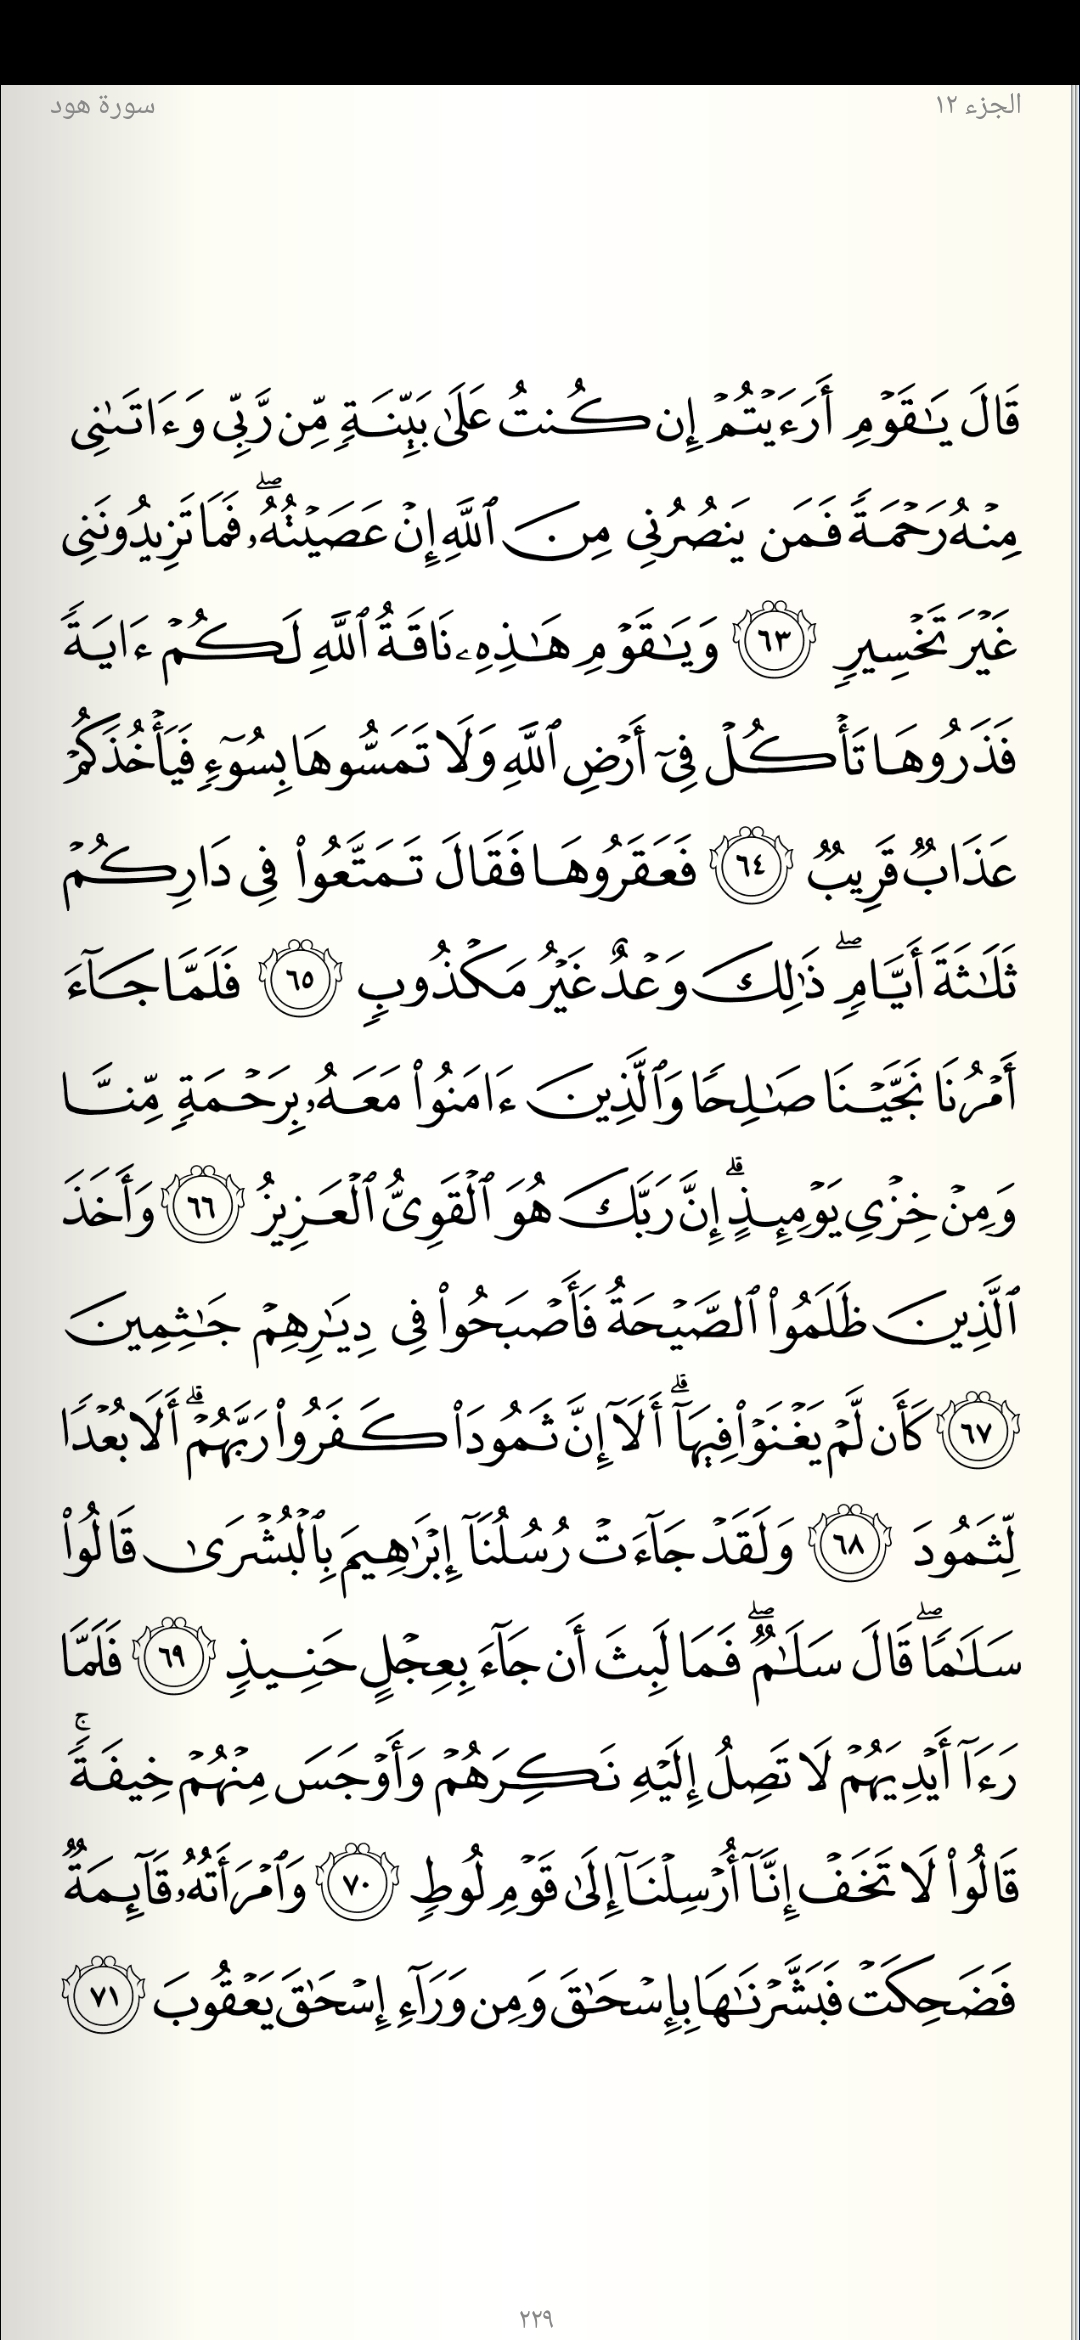 الجزء ١٢
سورة هود
قَالَ يَٰقَوۡمِ أَرَءَيۡتُمۡ إِن كُنتُ عَلَىٰ بَيِّنَةٖ مِّن رَّبِّي وَءَاتَىٰنِي
مِنۡهُ رَحۡمَةٗ فَمَن يَنصُرُنِي مِنَ ٱللَّهِ إِنۡ عَصَيۡتُهُۥۖ فَمَا تَزِيدُونَنِي
غَيۡرَ تَخۡسِيرٖ ٦٣ وَيَٰقَوۡمِ هَٰذِهِۦ نَاقَةُ ٱللَّهِ لَكُمۡ ءَايَةٗ
فَذَرُوهَا تَأۡكُلۡ فِيٓ أَرۡضِ ٱللَّهِ وَلَا تَمَسُّوهَا بِسُوٓءٖ فَيَأۡخُذَكُمۡ
عَذَابٞ قَرِيبٞ ٦٤ فَعَقَرُوهَا فَقَالَ تَمَتَّعُواْ فِي دَارِكُمۡ
ثَلَٰثَةَ أَيَّامٖۖ ذَٰلِكَ وَعۡدٌ غَيۡرُ مَكۡذُوبٖ ٦٥ فَلَمَّا جَآءَ
أَمۡرُنَا نَجَّيۡنَا صَٰلِحٗا وَٱلَّذِينَ ءَامَنُواْ مَعَهُۥ بِرَحۡمَةٖ مِّنَّا
وَمِنۡ خِزۡيِ يَوۡمِئِذٍۚ إِنَّ رَبَّكَ هُوَ ٱلۡقَوِيُّ ٱلۡعَزِيزُ ٦٦ وَأَخَذَ
ٱلَّذِينَ ظَلَمُواْ ٱلصَّيۡحَةُ فَأَصۡبَحُواْ فِي دِيَٰرِهِمۡ جَٰثِمِينَ
٦٧ كَأَن لَّمۡ يَغۡنَوۡاْ فِيهَآۗ أَلَآ إِنَّ ثَمُودَاْ كَفَرُواْ رَبَّهُمۡۗ أَلَا بُعۡدٗا
لِّثَمُودَ ٦٨ وَلَقَدۡ جَآءَتۡ رُسُلُنَآ إِبۡرَٰهِيمَ بِٱلۡبُشۡرَىٰ قَالُواْ
سَلَٰمٗاۖ قَالَ سَلَٰمٞۖ فَمَا لَبِثَ أَن جَآءَ بِعِجۡلٍ حَنِيذٖ ٦٩ فَلَمَّا
رَءَآ أَيۡدِيَهُمۡ لَا تَصِلُ إِلَيۡهِ نَكِرَهُمۡ وَأَوۡجَسَ مِنۡهُمۡ خِيفَةٗۚ
قَالُواْ لَا تَخَفۡ إِنَّآ أُرۡسِلۡنَآ إِلَىٰ قَوۡمِ لُوطٖ ٧٠ وَٱمۡرَأَتُهُۥ قَآئِمَةٞ
فَضَحِكَتۡ فَبَشَّرۡنَٰهَا بِإِسۡحَٰقَ وَمِن وَرَآءِ إِسۡحَٰقَ يَعۡقُوبَ ٧١
٢٢٩